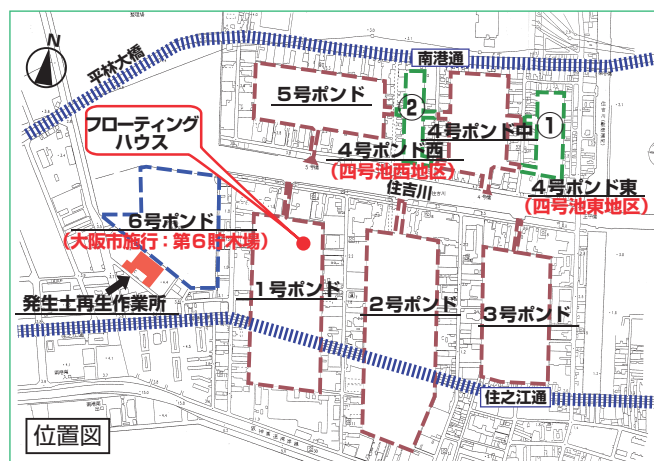 N
平林大橋
南港通
5号ポンド
②
4号ポンド中
①
フローティング
ハウス
4号ポンド西
(四号池西地区)
4号ポンド東
(四号池東地区)
住吉川
6号ポンド
(大阪市施行:第6貯木場)
発生土再生作業所
1号ポンド
2号ポンド
3号ポンド
住之江通
位置図